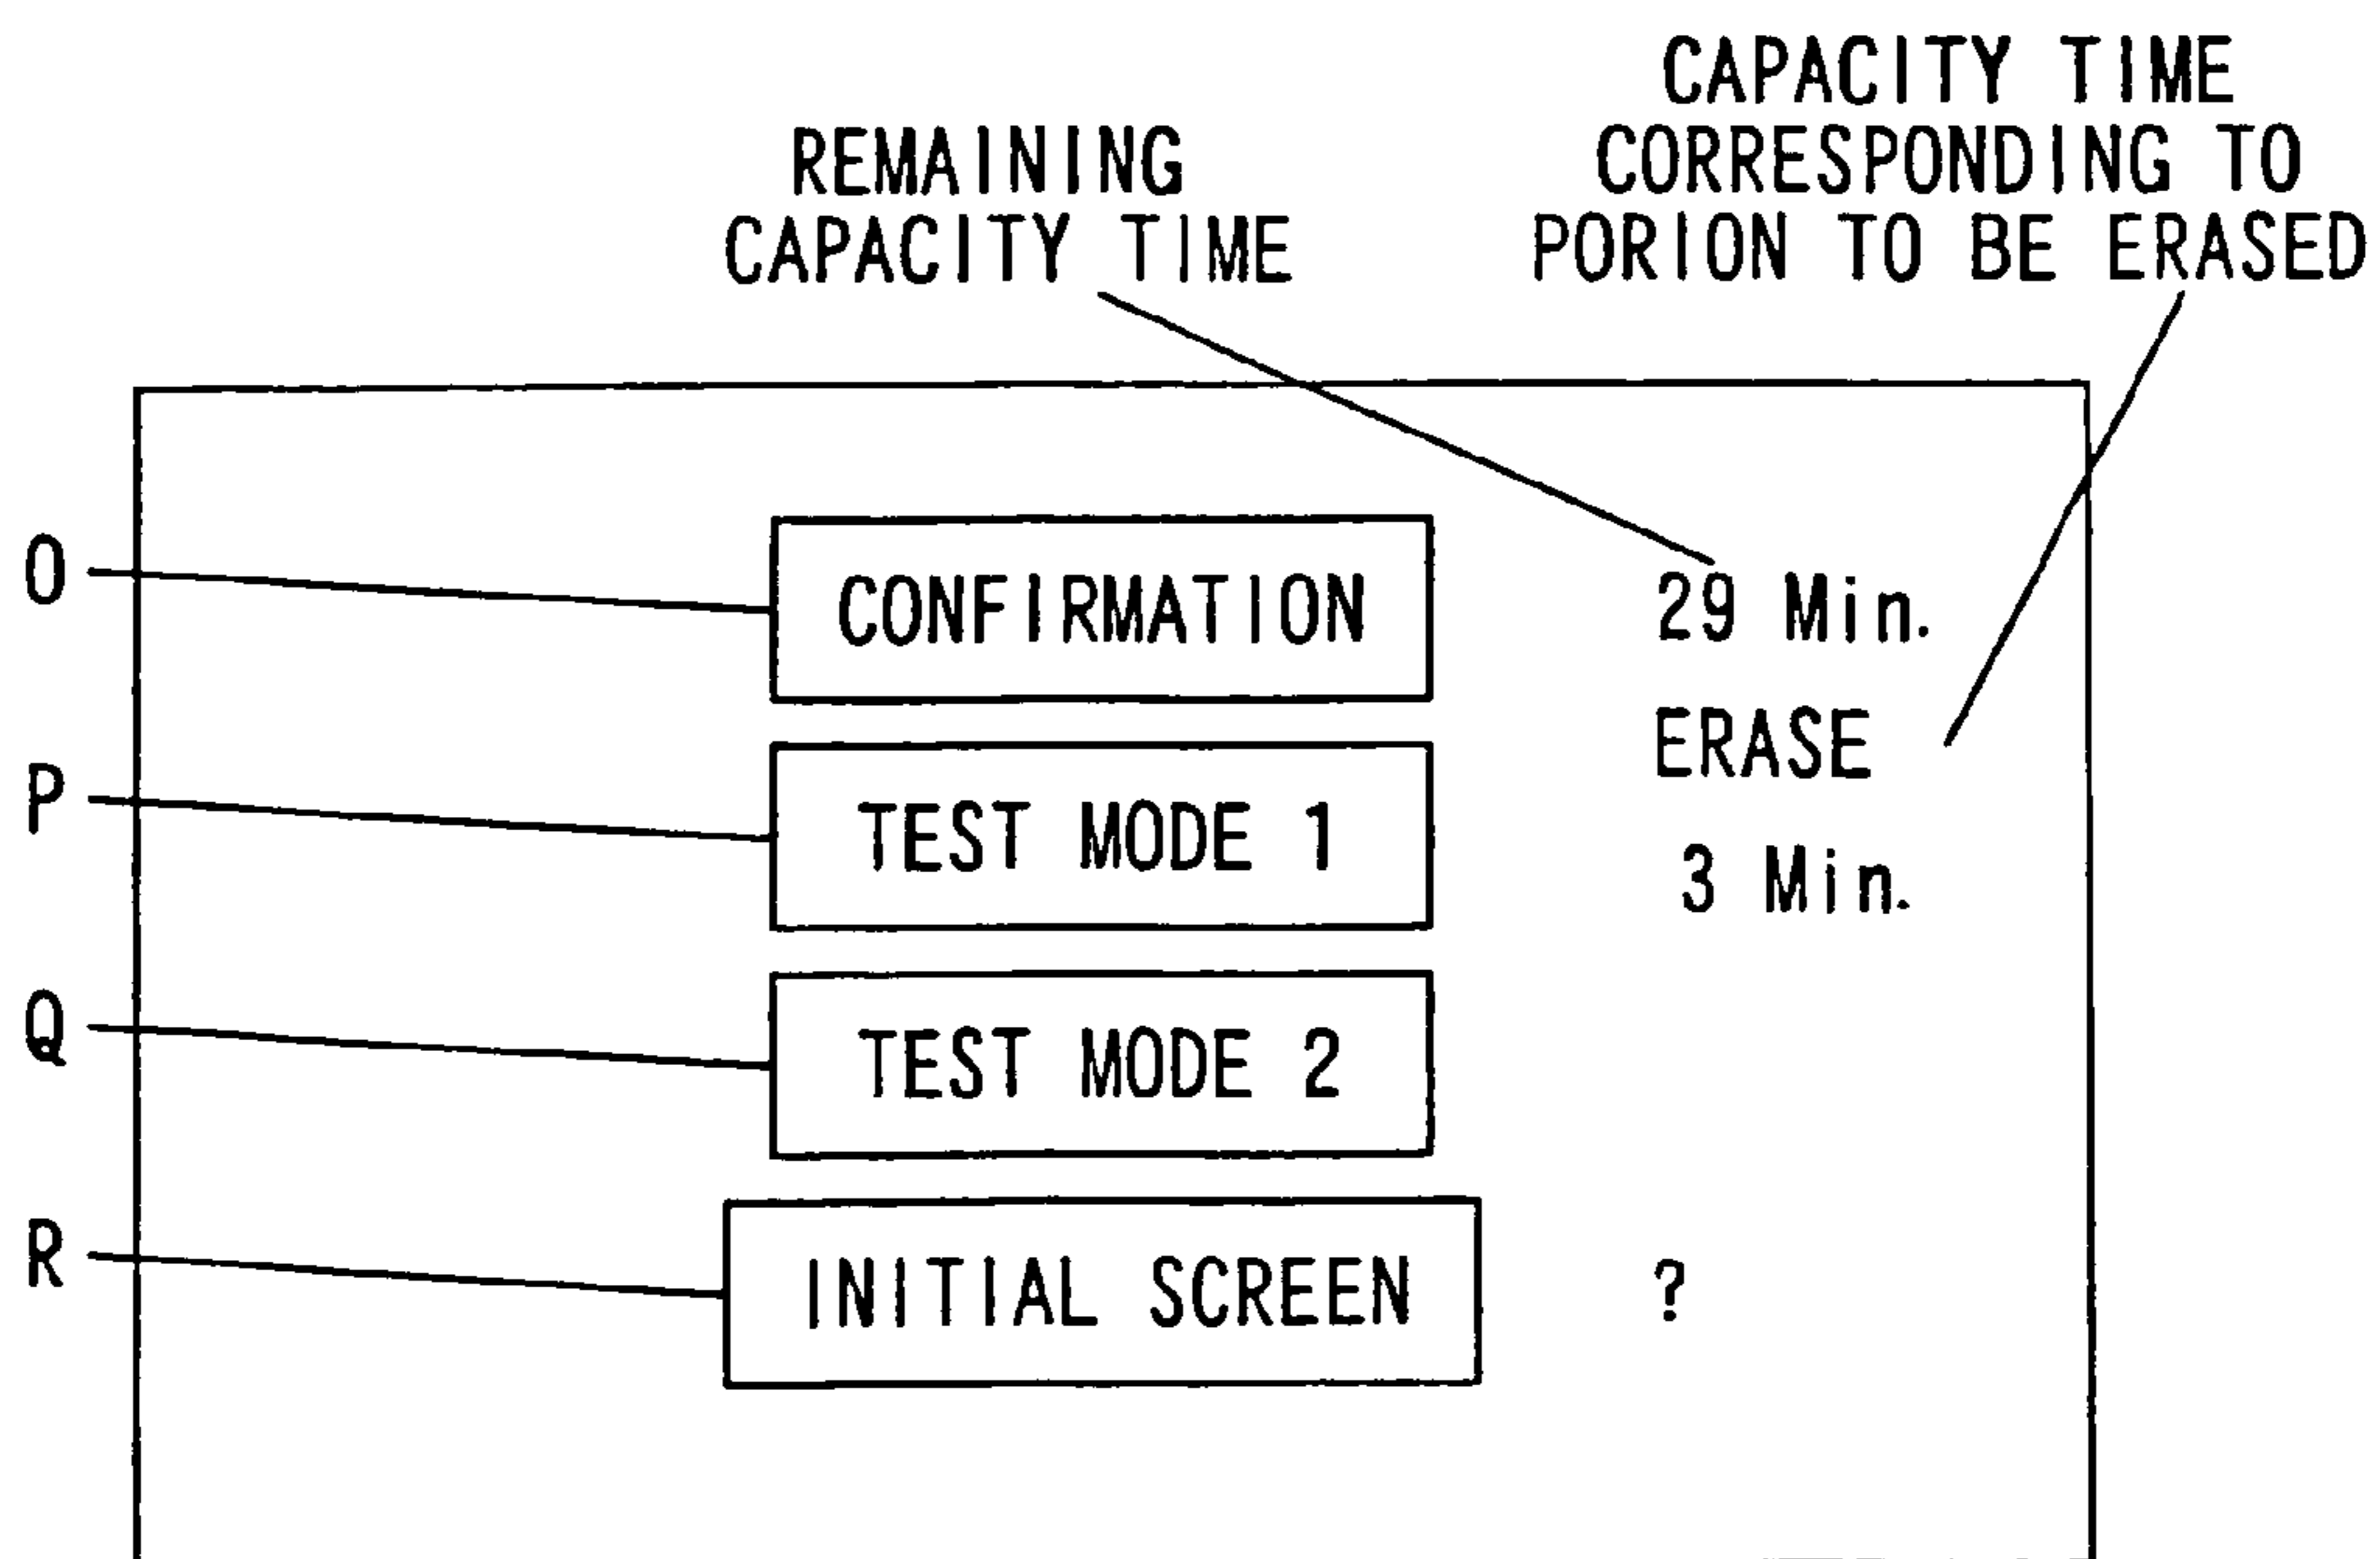 REMAINING
CAPACITY TIME
CAPACITY TIME
CORRESPONDING TO
PORION TO BE ERASED
O
CONFIRMATION
29 Min.
ERASE
P
TEST MODE 1
3 Min.
Q
TEST MODE 2
R
INITIAL SCREEN
?